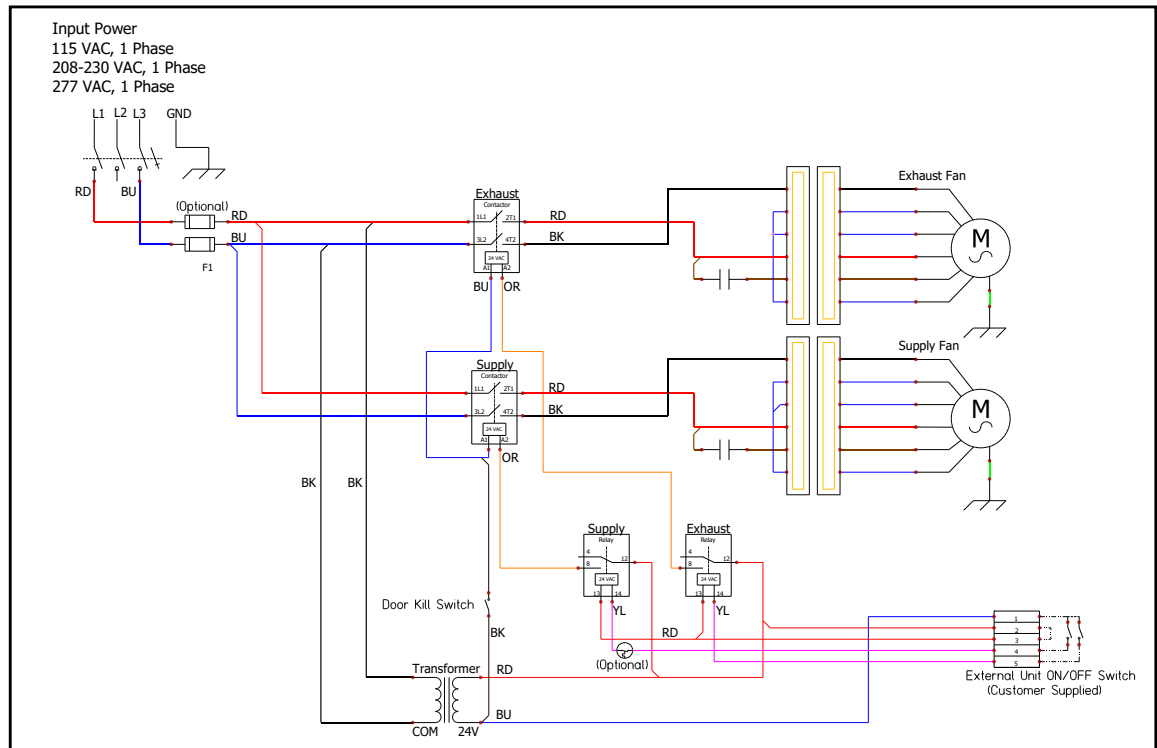 Input Power
115 VAC, 1 Phase
208-230 VAC, 1 Phase
277 VAC, 1 Phase
L1 L2 L3 GND
RD BU
(Optional) RD
BU
F1
Exhaust
Contactor
1L1 2T1
3L2 4T2
24 VAC
A1 A2
RD
BK
BU OR
Exhaust Fan
M
Supply
Contactor
1L1 2T1
3L2 4T2
24 VAC
A1 A2
RD
BK
OR
Supply Fan
M
BK BK
Supply
Relay
4
12
8
24 VAC
13 14
YL
Exhaust
Relay
4
12
8
24 VAC
13 14
YL
RD
(Optional)
Door Kill Switch
BK
Transformer RD
BU
COM 24V
1
2
3
4
5
External Unit ON/OFF Switch
(Customer Supplied)